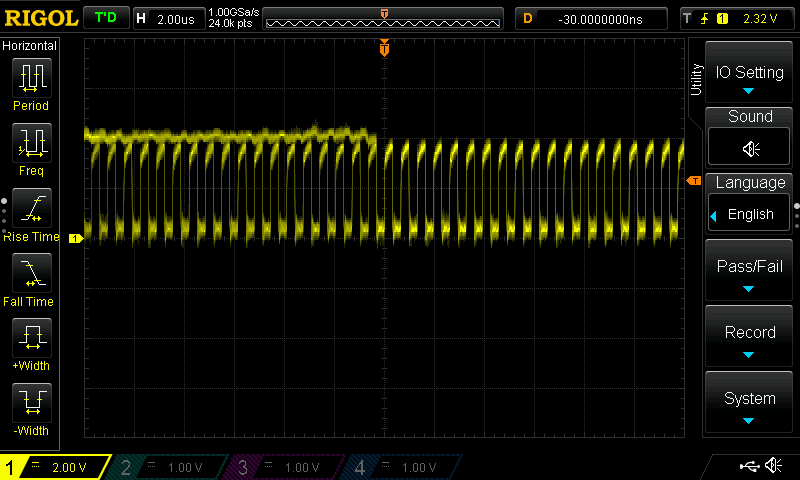 RIGOL T'D H 2.00us 1.00GSa/s 24.0k pts T D -30.0000000ns T 1 2.32 V
Horizontal
T
Period
Freq
Rise Time
Fall Time
+Width
-Width
1
T
Utility
IO Setting
Sound
Language
English
Pass/Fail
Record
System
1 2.00 V 2 1.00 V 3 1.00 V 4 1.00 V